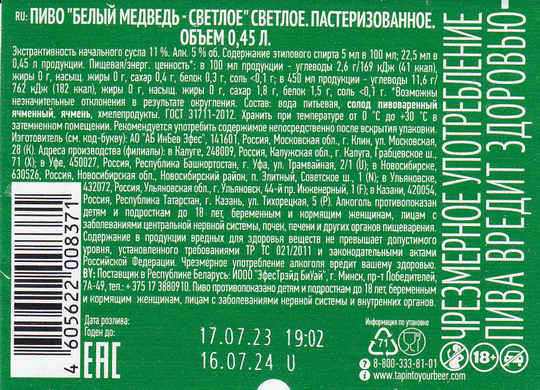 RU: ПИВО "БЕЛЫЙ МЕДВЕДЬ - СВЕТЛОЕ" СВЕТЛОЕ. ПАСТЕРИЗОВАННОЕ.
ОБЪЕМ 0,45 Л.
Экстрактивность начального сусла 11 %. Алк. 5 % об. Содержание этилового спирта 5 мл в 100 мл; 22,5 мл в
0,45 л продукта. Пищевая/энерг. ценность*: в 100 мл продукта - углеводы 2,6 г/169 кДж (41 ккал),
жиры 0 г, насыщ. жиры 0 г, сахар 0,4 г, белок 0,3 г, соль <0,1 г; в 450 мл продукта - углеводы 11,6 г/
762 кДж (182 ккал), жиры 0 г, насыщ. жиры 0 г, сахар 1,8 г, белок 1,5 г, соль <0,1 г. *Возможны
незначительные отклонения в результате округления. Состав: вода питьевая, солод пивоваренный
ячменный, ячмень, хмелепродукты. ГОСТ 31711-2012. Хранить при температуре от 0 °С до +30 °С в
затемненном помещении. Рекомендуется употребить содержимое непосредственно после вскрытия упаковки.
Изготовитель (см. код-букву): АО "АБ ИнБев Эфес", 141601, Россия, Московская обл., г. Клин, ул. Московская,
28 (К). Адреса производства (филиалы): в Калуге, 248009, Россия, Калужская обл., г. Калуга, Грабцевское ш.,
71 (X); в Уфе, 450027, Россия, Республика Башкортостан, г. Уфа, ул. Трамвайная, 2/1 (U); в Новосибирске,
630526, Россия, Новосибирская обл., Новосибирский район, п. Элитный, Советское ш., 1 (N); в Ульяновске,
432072, Россия, Ульяновская обл., г. Ульяновск, 44-й пр. Инженерный, 1 (F); в Казани, 420054,
Россия, Республика Татарстан, г. Казань, ул. Тихорецкая, 5 (P). Алкоголь противопоказан
детям и подросткам до 18 лет, беременным и кормящим женщинам, лицам с
заболеваниями центральной нервной системы, почек, печени и других органов пищеварения.
Содержание в продукции вредных для здоровья веществ не превышает допустимого
уровня, установленного требованиями ТР ТС 021/2011 и законодательными актами
Российской Федерации. Чрезмерное употребление алкоголя вредит вашему здоровью.
BY: Поставщик в Республику Беларусь: ИООО "ЭфесТрэйд БиУай", г. Минск, пр-т Победителей,
7А-49, тел.: +375 17 3880910. Пиво противопоказано детям и подросткам до 18 лет, беременным и
кормящим женщинам, лицам с заболеваниями нервной системы и внутренних органов.
Дата розлива:
Годен до:
17.07.23 19:02
16.07.24 U
4 605622 008371
EAC
Информация по упаковке:
71
8-800-333-81-01
www.tapintoyourbeer.com
18+
ЧРЕЗМЕРНОЕ УПОТРЕБЛЕНИЕ
ПИВА ВРЕДИТ ЗДОРОВЬЮ